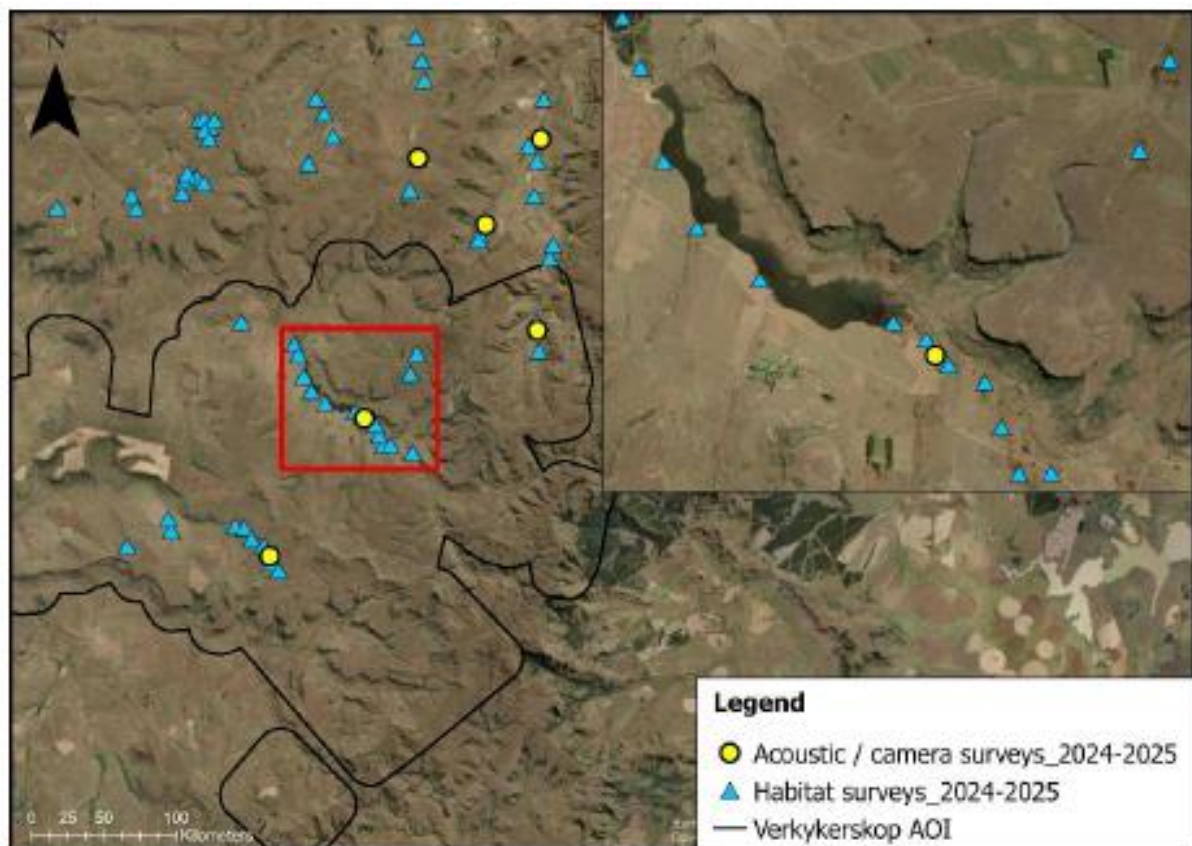 N
Legend
Acoustic / camera surveys_2024-2025
Habitat surveys_2024-2025
Verkykerskop AOI
0 25 50 100
Kilometers